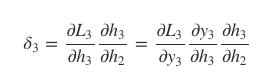 δ₃ = ∂L₃/∂h₃ ∂h₃/∂h₂ = ∂L₃/∂y₃ ∂y₃/∂h₃ ∂h₃/∂h₂